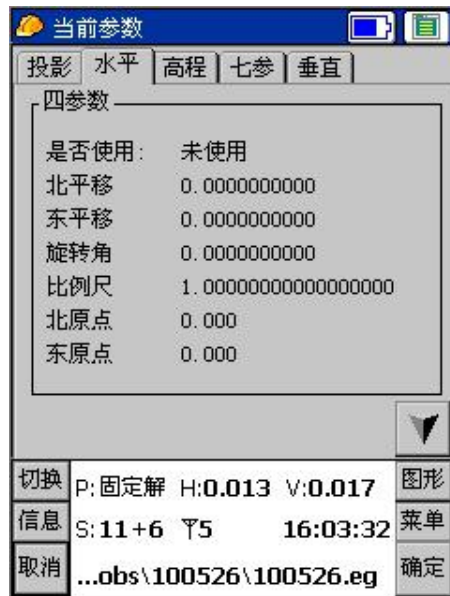 当前参数
投影 水平 高程 七参 垂直
四参数
是否使用: 未使用
北平移 0.0000000000
东平移 0.0000000000
旋转角 0.0000000000
比例尺 1.00000000000000000
北原点 0.000
东原点 0.000
切换 P:固定解 H:0.013 V:0.017 图形
信息 S:11+6 5 16:03:32 菜单
取消 ...obs\100526\100526.eg 确定